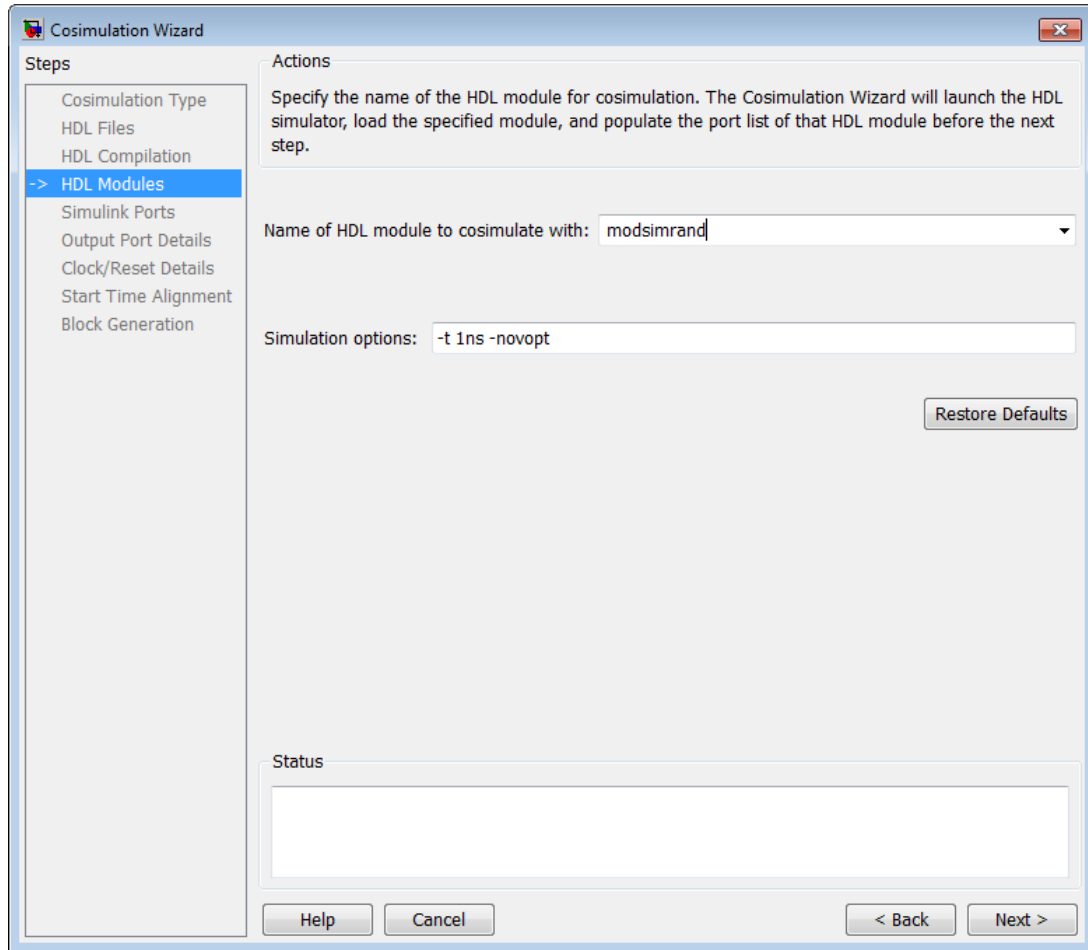 Cosimulation Wizard
Steps
Cosimulation Type
HDL Files
HDL Compilation
-> HDL Modules
Simulink Ports
Output Port Details
Clock/Reset Details
Start Time Alignment
Block Generation
Actions
Specify the name of the HDL module for cosimulation. The Cosimulation Wizard will launch the HDL
simulator, load the specified module, and populate the port list of that HDL module before the next
step.
Name of HDL module to cosimulate with: modsimrand
Simulation options: -t 1ns -novopt
Restore Defaults
Status
Help Cancel < Back Next >